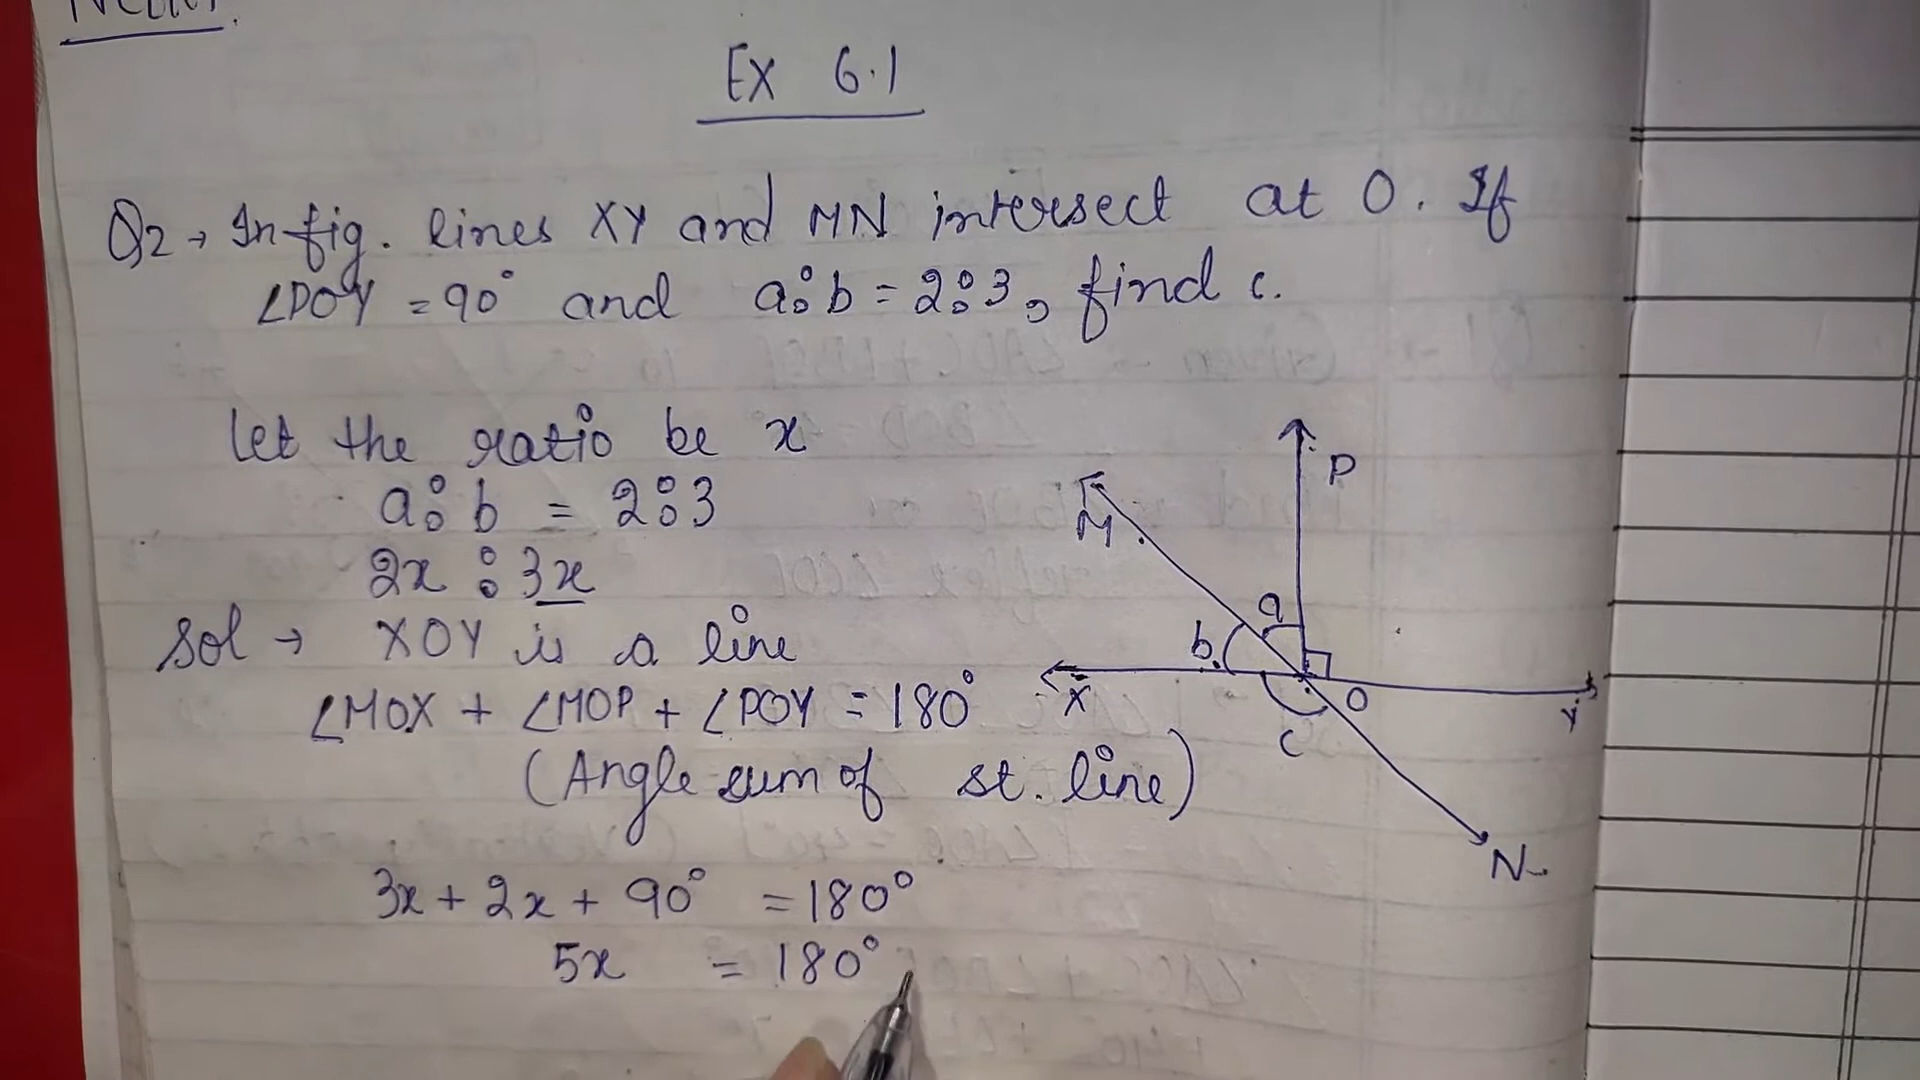 Ex 6.1
Q2→ In fig. lines XY and MN intersect at O. If
∠POY = 90° and a:b = 2:3, find c.
let the ratio be x
a:b = 2:3
2x : 3x
Sol → XOY is a line
∠MOX + ∠MOP + ∠POY = 180°
(Angle sum of st. line)
3x + 2x + 90° = 180°
5x = 180°
P
M
a
b
X
O
Y
C
N